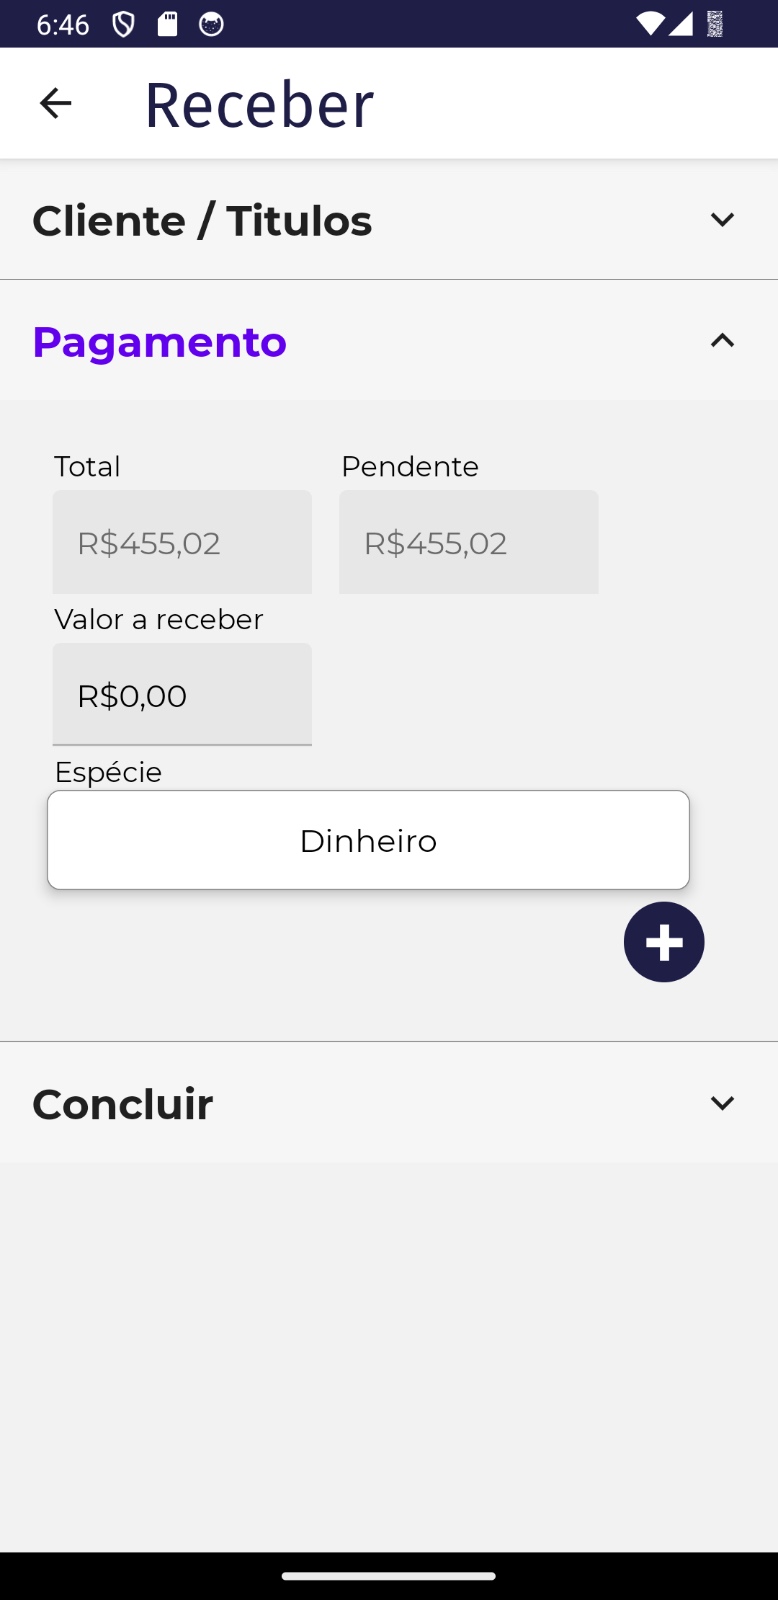 6:46
Receber
Cliente / Titulos
Pagamento
Total Pendente
R$455,02 R$455,02
Valor a receber
R$0,00
Espécie
Dinheiro
Concluir